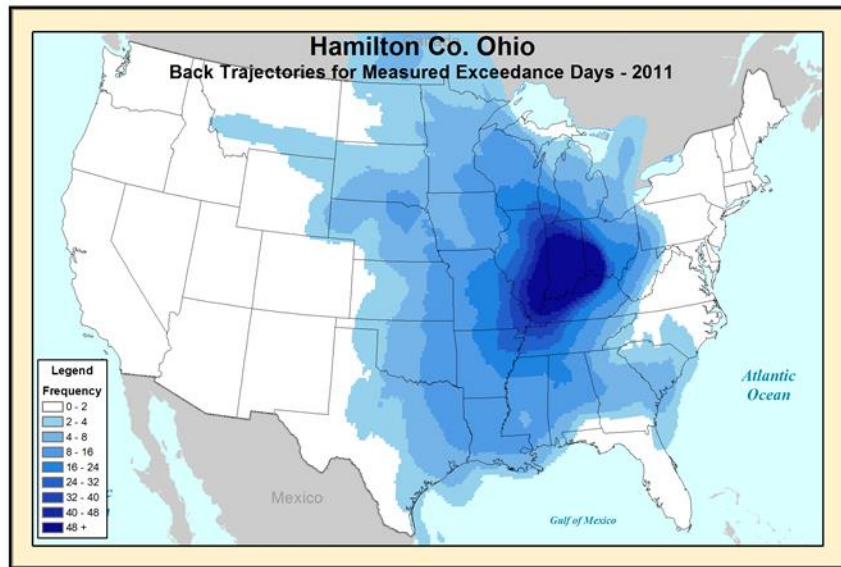 Hamilton Co. Ohio
Back Trajectories for Measured Exceedance Days - 2011
Legend
Frequency
0 - 2
2 - 4
4 - 8
8 - 16
16 - 24
24 - 32
32 - 40
40 - 48
48 +
Atlantic
Ocean
Mexico
Gulf of Mexico